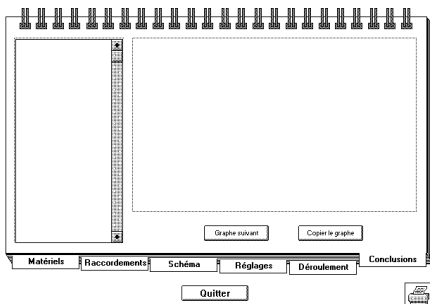 Graphe suivant
Copier le graphe
Matériels
Raccordements
Schéma
Réglages
Déroulement
Conclusions
Quitter